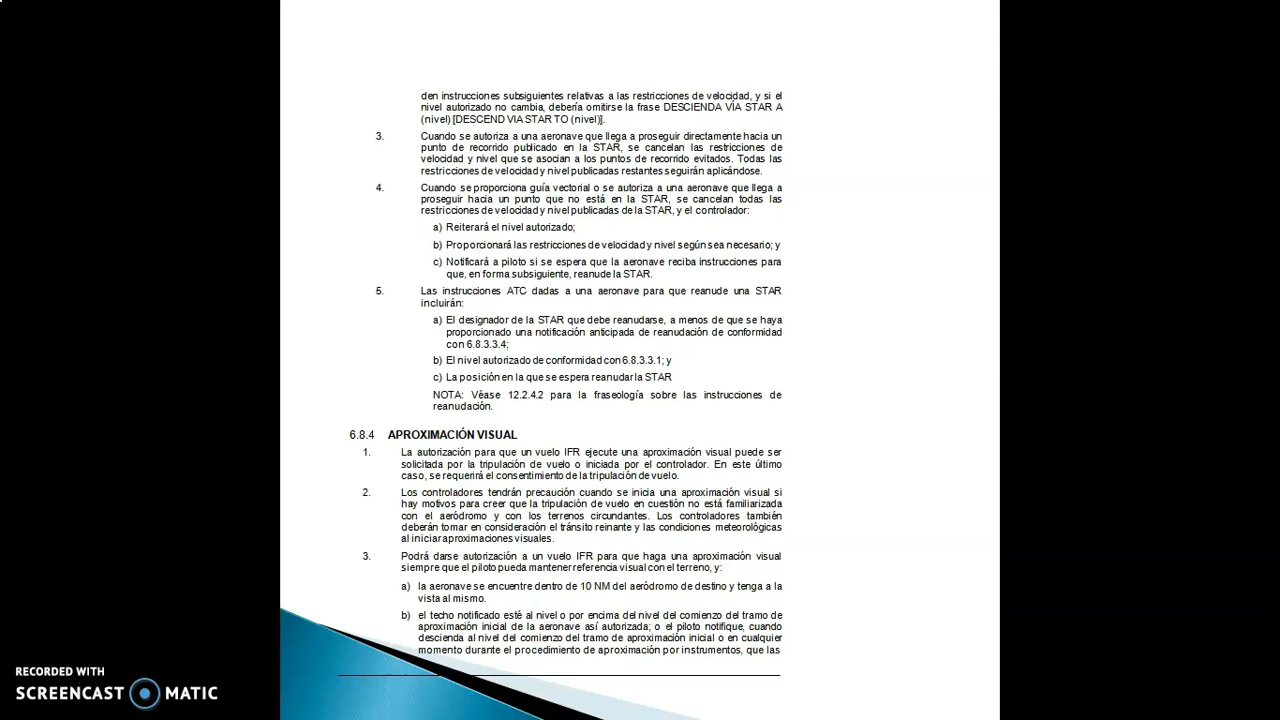 den instrucciones subsiguientes relativas a las restricciones de velocidad, y si el
nivel autorizado no cambia, debería omitirse la frase DESCIENDA VÍA STAR A
(nivel) [DESCEND VIA STAR TO (nivel)].
3. Cuando se autoriza a una aeronave que llega a proseguir directamente hacia un
punto de recorrido publicado en la STAR, se cancelan las restricciones de
velocidad y nivel que se asocian a los puntos de recorrido evitados. Todas las
restricciones de velocidad y nivel publicadas restantes seguirán aplicándose.
4. Cuando se proporciona guía vectorial o se autoriza a una aeronave que llega a
proseguir hacia un punto que no está en la STAR, se cancelan todas las
restricciones de velocidad y nivel publicadas de la STAR, y el controlador:
a) Reiterará el nivel autorizado;
b) Proporcionará las restricciones de velocidad y nivel según sea necesario; y
c) Notificará a piloto si se espera que la aeronave reciba instrucciones para
que, en forma subsiguiente, reanude la STAR.
5. Las instrucciones ATC dadas a una aeronave para que reanude una STAR
incluirán:
a) El designador de la STAR que debe reanudarse, a menos de que se haya
proporcionado una notificación anticipada de reanudación de conformidad
con 6.8.3.3.4;
b) El nivel autorizado de conformidad con 6.8.3.3.1; y
c) La posición en la que se espera reanudar la STAR
NOTA: Véase 12.2.4.2 para la fraseología sobre las instrucciones de
reanudación.
6.8.4 APROXIMACIÓN VISUAL
1. La autorización para que un vuelo IFR ejecute una aproximación visual puede ser
solicitada por la tripulación de vuelo o iniciada por el controlador. En este último
caso, se requerirá el consentimiento de la tripulación de vuelo.
2. Los controladores tendrán precaución cuando se inicia una aproximación visual si
hay motivos para creer que la tripulación de vuelo en cuestión no está familiarizada
con el aeródromo y con los terrenos circundantes. Los controladores también
deberán tomar en consideración el tránsito reinante y las condiciones meteorológicas
al iniciar aproximaciones visuales.
3. Podrá darse autorización a un vuelo IFR para que haga una aproximación visual
siempre que el piloto pueda mantener referencia visual con el terreno, y:
a) la aeronave se encuentre dentro de 10 NM del aeródromo de destino y tenga a la
vista al mismo.
b) el techo notificado esté al nivel o por encima del nivel del comienzo del tramo de
aproximación inicial de la aeronave así autorizada; o el piloto notifique, cuando
descienda al nivel del comienzo del tramo de aproximación inicial o en cualquier
momento durante el procedimiento de aproximación por instrumentos, que las
RECORDED WITH
SCREENCAST MATIC